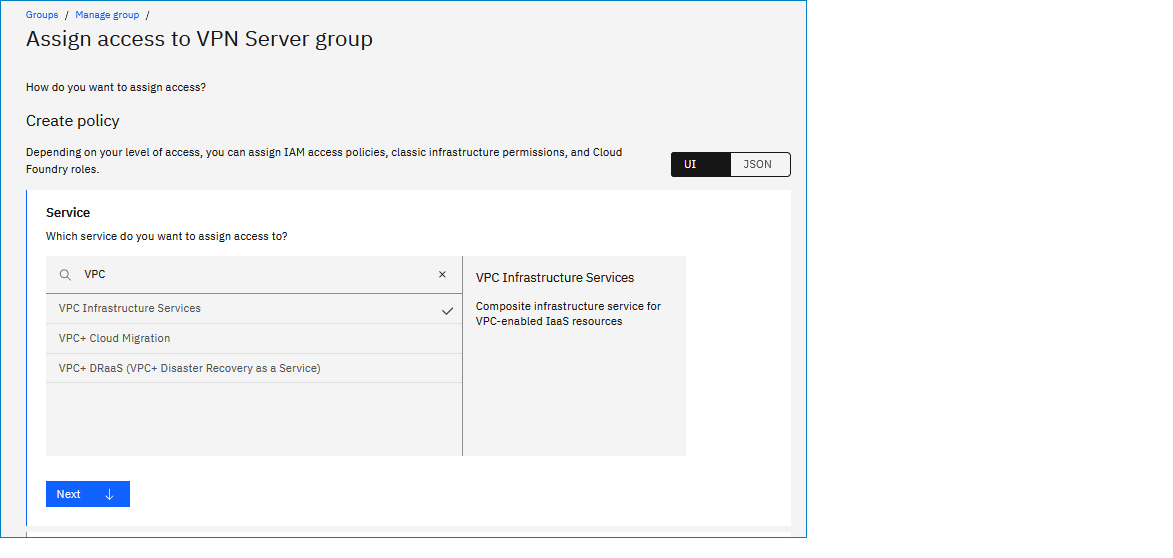 Groups / Manage group /
Assign access to VPN Server group
How do you want to assign access?
Create policy
Depending on your level of access, you can assign IAM access policies, classic infrastructure permissions, and Cloud
Foundry roles.
UI JSON
Service
Which service do you want to assign access to?
VPC
VPC Infrastructure Services
VPC+ Cloud Migration
VPC+ DRaaS (VPC+ Disaster Recovery as a Service)
VPC Infrastructure Services
Composite infrastructure service for
VPC-enabled IaaS resources
Next